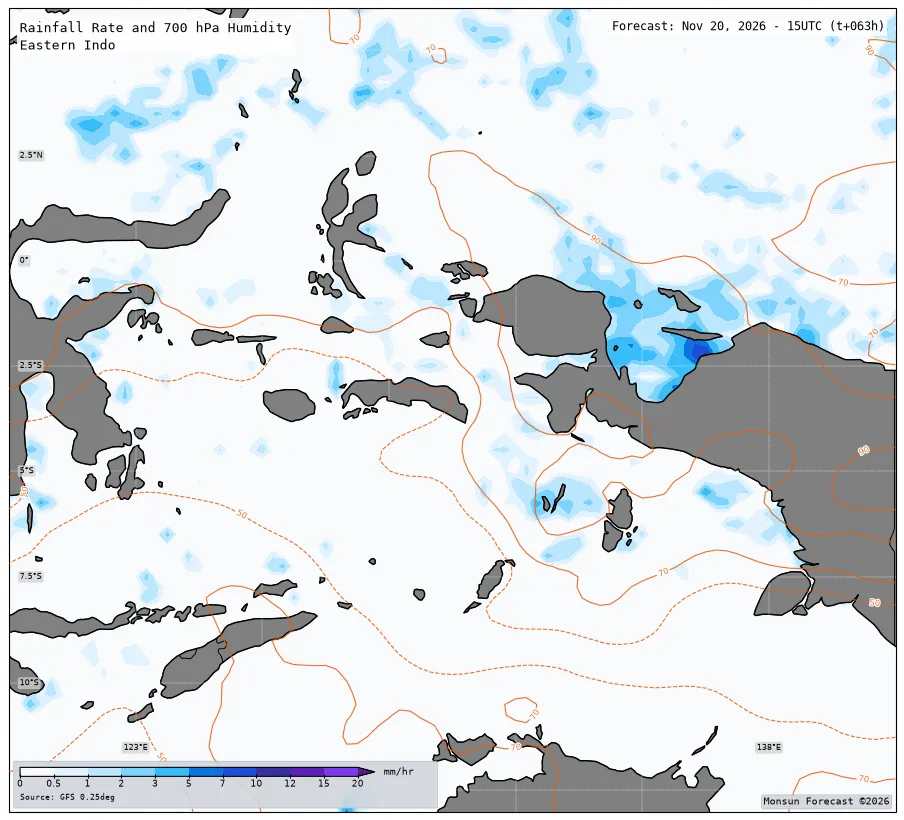 Rainfall Rate and 700 hPa Humidity
Eastern Indo
Forecast: Nov 20, 2026 - 15UTC (t+063h)
70
70
90
2.5°N
90
0°
70
70
2.5°S
90
5°S
50
7.5°S
70
50
10°S
70
123°E
70
138°E
50
70
mm/hr
0 0.5 1 2 3 5 7 10 12 15 20
Source: GFS 0.25deg
Monsun Forecast ©2026